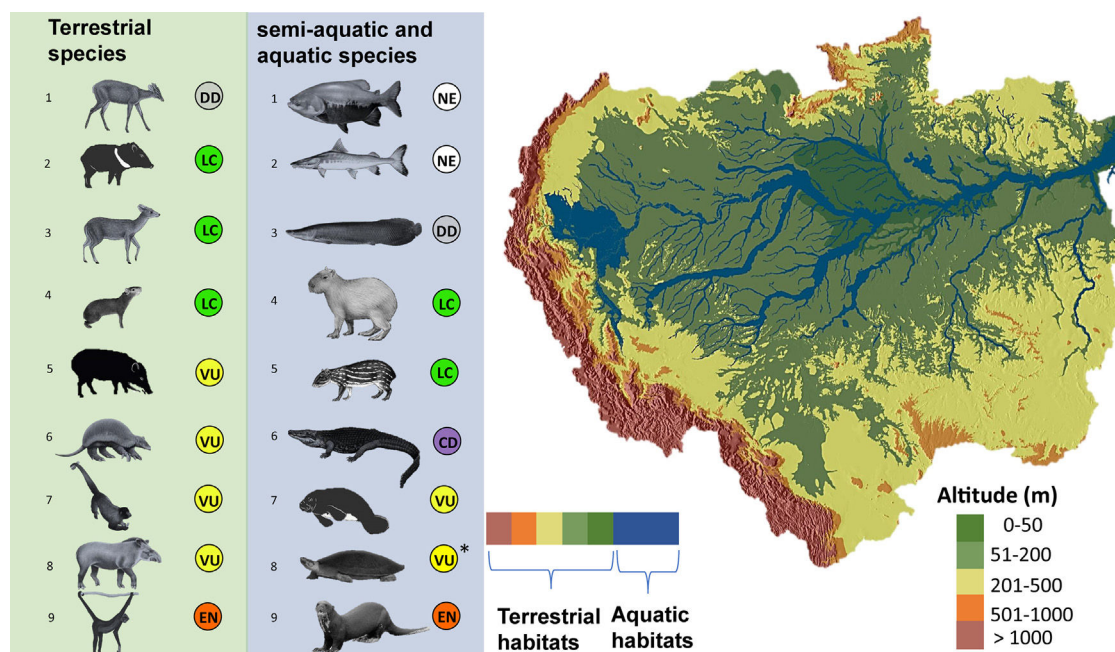 Terrestrial
species
1 DD
2 LC
3 LC
4 LC
5 VU
6 VU
7 VU
8 VU
9 EN
semi-aquatic and
aquatic species
1 NE
2 NE
3 DD
4 LC
5 LC
6 CD
7 VU
8 VU *
9 EN
Terrestrial
habitats
Aquatic
habitats
Altitude (m)
0-50
51-200
201-500
501-1000
> 1000